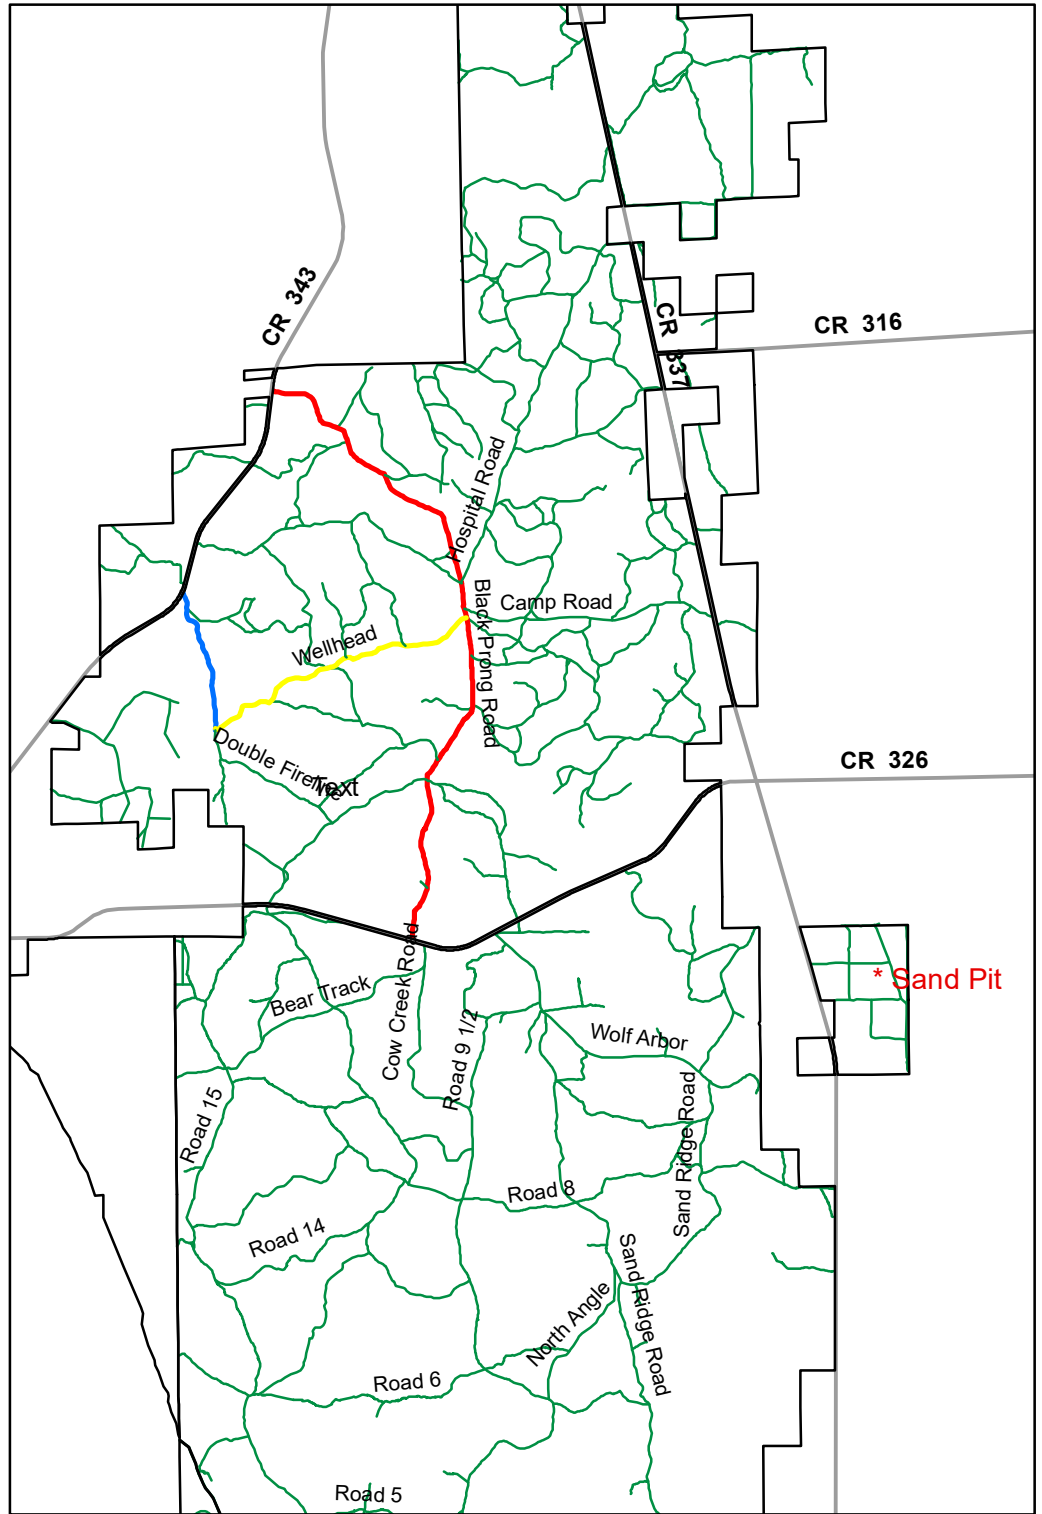 CR 343
CR 316
CR 337
Hospital Road
Camp Road
Black Prong Road
Wellhead
Double Fireline
Text
CR 326
Sand Pit
*
Bear Track
Cow Creek Road
Road 9 1/2
Wolf Arbor
Road 15
Sand Ridge Road
Road 8
Road 14
Sand Ridge Road
North Angle
Road 6
Road 5